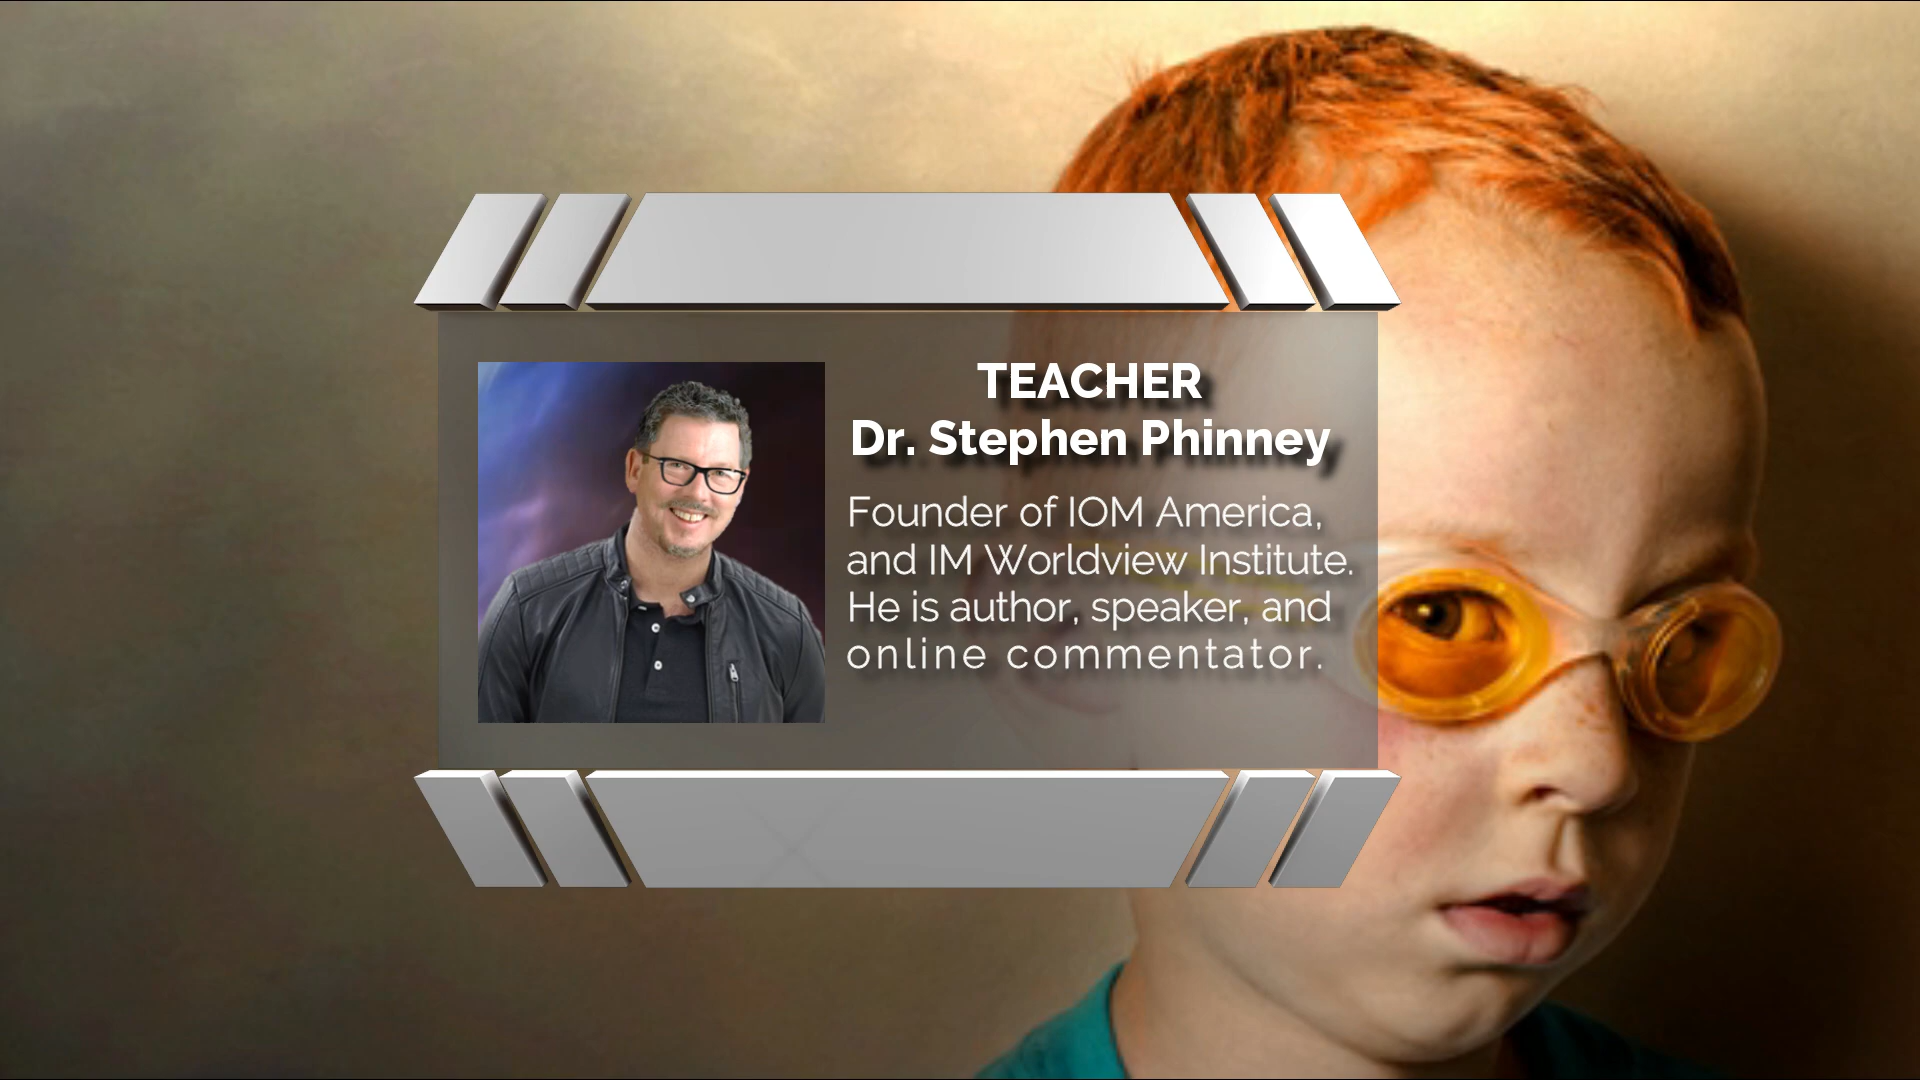 TEACHER
Dr. Stephen Phinney
Founder of IOM America,
and IM Worldview Institute.
He is author, speaker, and
online commentator.